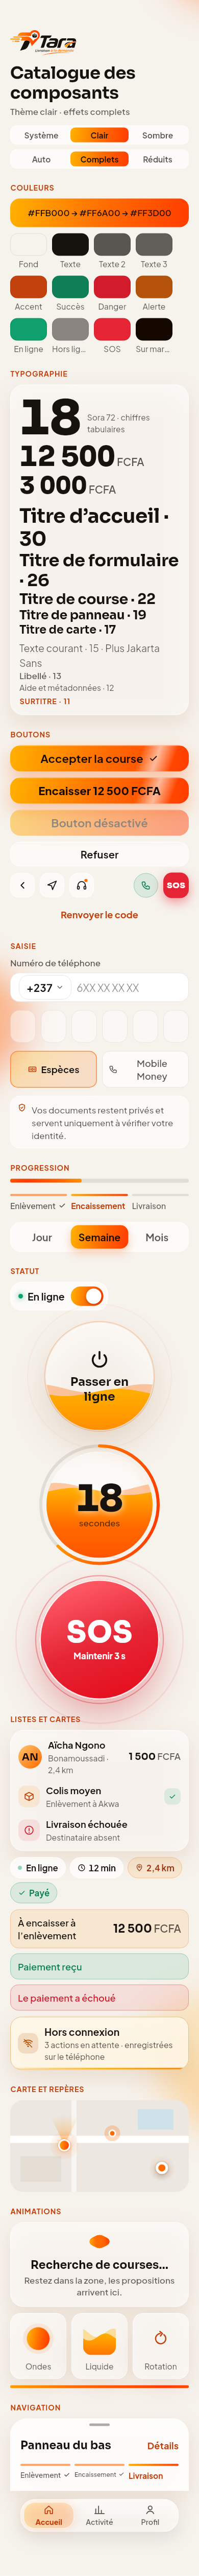 Tara
Catalogue des
composants
Thème clair · effets complets
Système Clair Sombre
Auto Complets Réduits
COULEURS
#FFB000 → #FF6A00 → #FF3D00
Fond Texte Texte 2 Texte 3
Accent Succès Danger Alerte
En ligne Hors lig… SOS Sur mar…
TYPOGRAPHIE
18 Sora 72 · chiffres
tabulaires
12 500 FCFA
3 000 FCFA
Titre d’accueil ·
30
Titre de formulaire
· 26
Titre de course · 22
Titre de panneau · 19
Titre de carte · 17
Texte courant · 15 · Plus Jakarta
Sans
Libellé · 13
Aide et métadonnées · 12
SURTITRE · 11
BOUTONS
Accepter la course
Encaisser 12 500 FCFA
Bouton désactivé
Refuser
SOS
Renvoyer le code
SAISIE
Numéro de téléphone
+237 6XX XX XX XX
Espèces
Mobile
Money
Vos documents restent privés et
servent uniquement à vérifier votre
identité.
PROGRESSION
Enlèvement Encaissement Livraison
Jour Semaine Mois
STATUT
En ligne
Passer en
ligne
18
secondes
SOS
Maintenir 3 s
LISTES ET CARTES
AN
Aïcha Ngono
Bonamoussadi ·
2,4 km
1 500 FCFA
Colis moyen
Enlèvement à Akwa
Livraison échouée
Destinataire absent
En ligne 12 min 2,4 km
Payé
À encaisser à
l’enlèvement
12 500 FCFA
Paiement reçu
Le paiement a échoué
Hors connexion
3 actions en attente · enregistrées
sur le téléphone
CARTE ET REPÈRES
ANIMATIONS
Recherche de courses…
Restez dans la zone, les propositions
arrivent ici.
Ondes Liquide Rotation
NAVIGATION
Panneau du bas Détails
Enlèvement Encaissement Livraison
Accueil Activité Profil